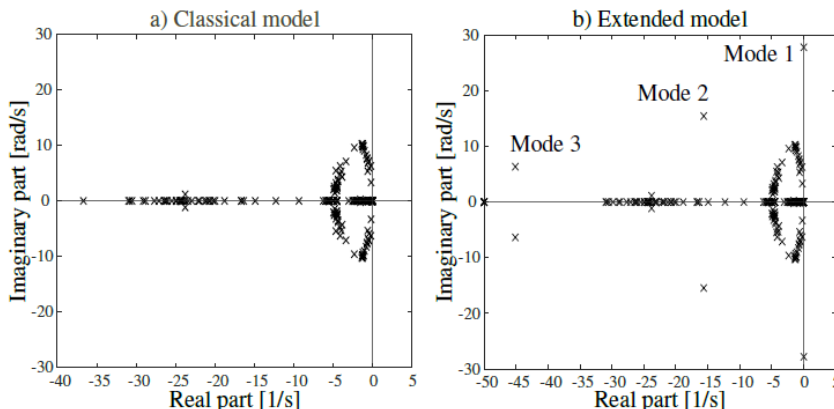 a) Classical model
30
20
10
0
-10
-20
-30
-40 -35 -30 -25 -20 -15 -10 -5 0 5
Real part [1/s]
Imaginary part [rad/s]
b) Extended model
30
20
10
0
-10
-20
-30
-50 -45 -40 -35 -30 -25 -20 -15 -10 -5 0 5
Real part [1/s]
Imaginary part [rad/s]
Mode 1
Mode 2
Mode 3